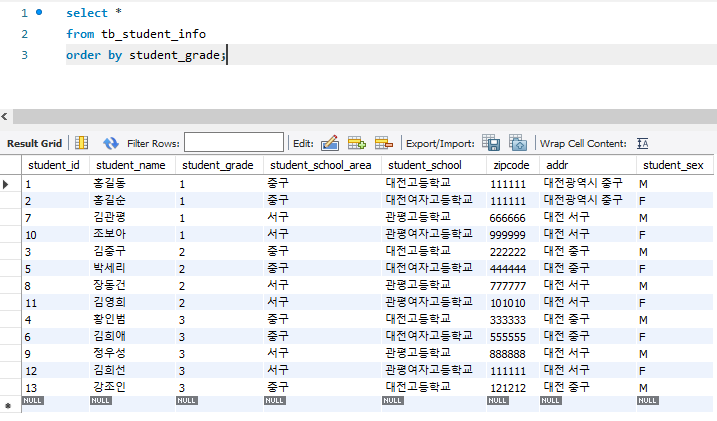 1 select *
2 from tb_student_info
3 order by student_grade;
Result Grid Filter Rows: Edit: Export/Import: Wrap Cell Content: IA
student_id student_name student_grade student_school_area student_school zipcode addr student_sex
1 홍길동 1 중구 대전고등학교 111111 대전광역시 중구 M
2 홍길순 1 중구 대전여자고등학교 111111 대전광역시 중구 F
7 김관평 1 서구 관평고등학교 666666 대전 서구 M
10 조보아 1 서구 관평여자고등학교 999999 대전 서구 F
3 김중구 2 중구 대전고등학교 222222 대전 중구 M
5 박세리 2 중구 대전여자고등학교 444444 대전 중구 F
8 장동건 2 서구 관평고등학교 777777 대전 서구 M
11 김영희 2 서구 관평여자고등학교 101010 대전 서구 F
4 황인범 3 중구 대전고등학교 333333 대전 중구 M
6 김희애 3 중구 대전여자고등학교 555555 대전 중구 F
9 정우성 3 서구 관평고등학교 888888 대전 서구 M
12 김희선 3 서구 관평여자고등학교 111111 대전 서구 F
13 강조인 3 중구 대전고등학교 121212 대전 중구 M
NULL NULL NULL NULL NULL NULL NULL NULL